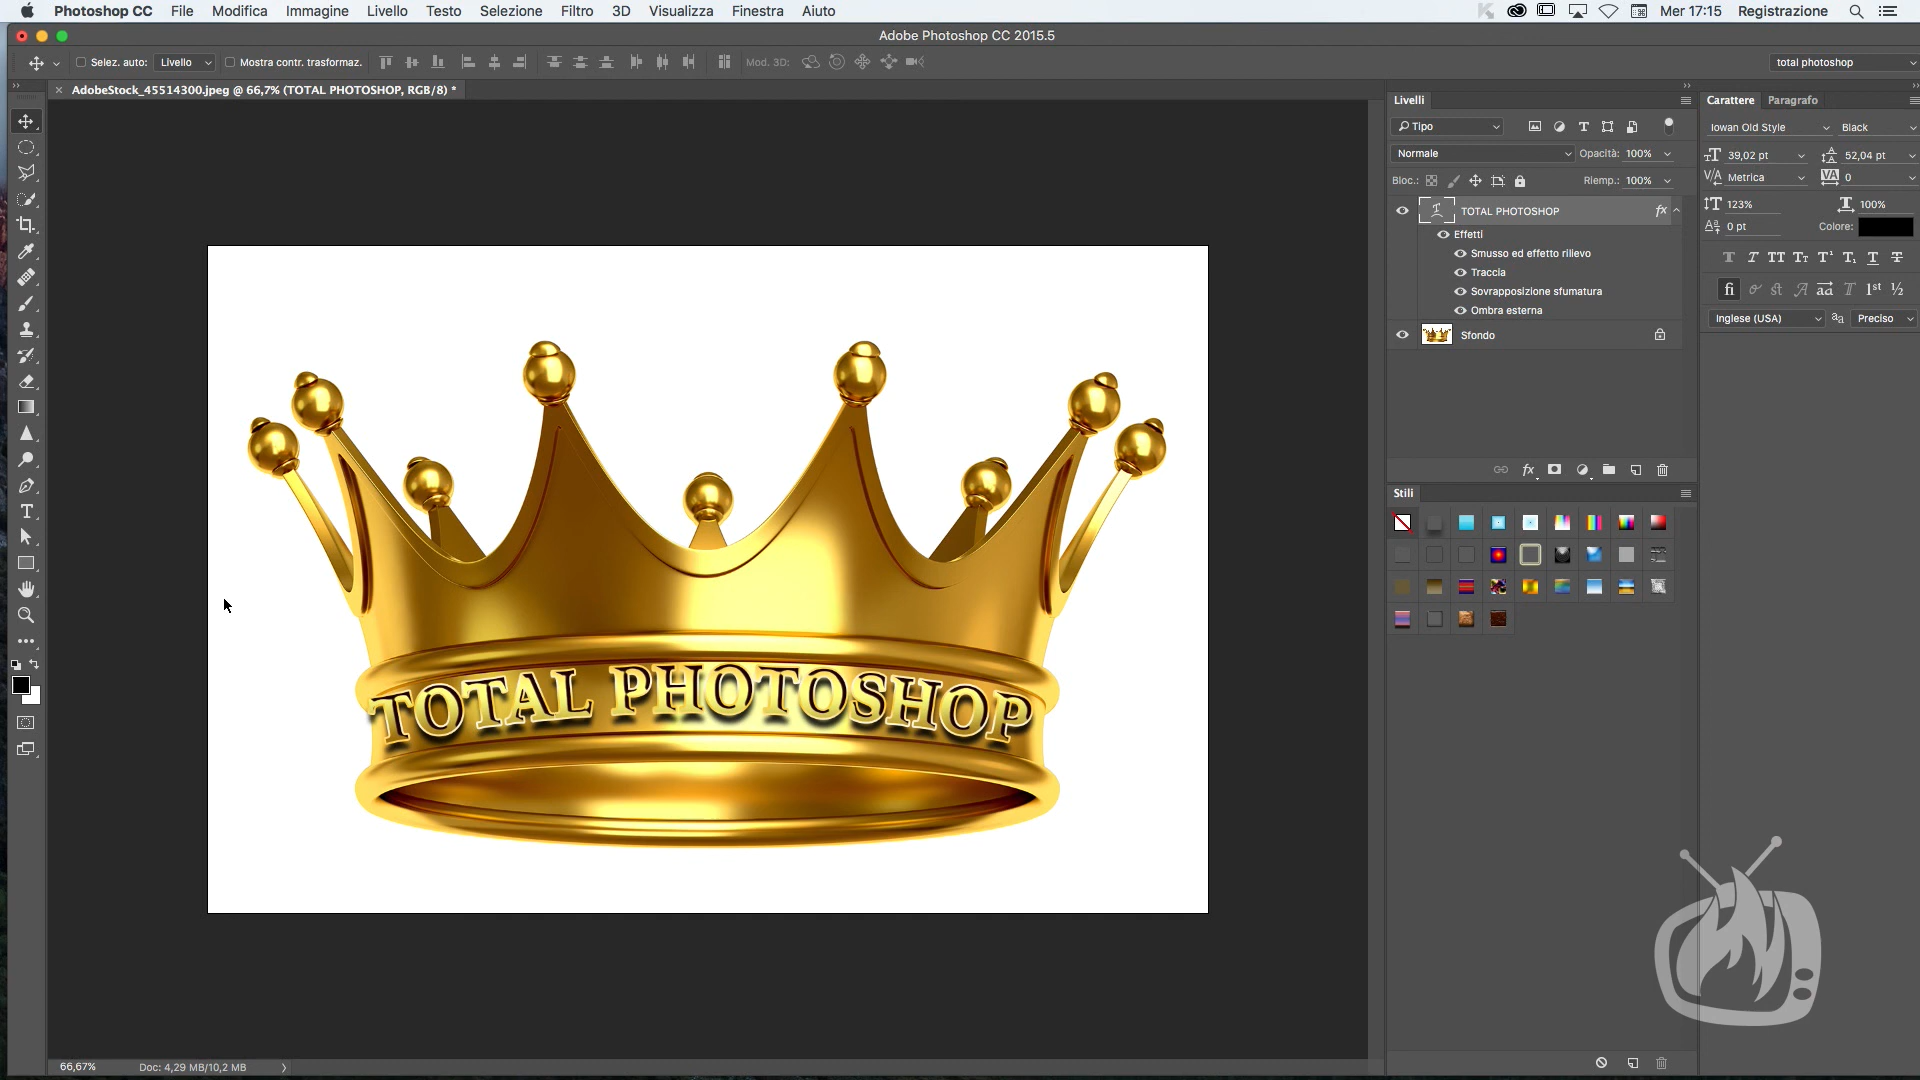 Photoshop CC File Modifica Immagine Livello Testo Selezione Filtro 3D Visualizza Finestra Aiuto Mer 17:15 Registrazione
Adobe Photoshop CC 2015.5
Selez. auto: Livello Mostra contr. trasformaz. Mod. 3D: total photoshop
AdobeStock_45514300.jpeg @ 66,7% (TOTAL PHOTOSHOP, RGB/8) *
Livelli
Tipo
Normale Opacità: 100%
Bloc.: Riemp.: 100%
TOTAL PHOTOSHOP fx
Effetti
Smusso ed effetto rilievo
Traccia
Sovrapposizione sfumatura
Ombra esterna
Sfondo
fx
Stili
Carattere Paragrafo
Iowan Old Style Black
39,02 pt 52,04 pt
Metrica 0
123% 100%
0 pt Colore:
Inglese (USA) Preciso
TOTAL PHOTOSHOP
66,67% Doc: 4,29 MB/10,2 MB